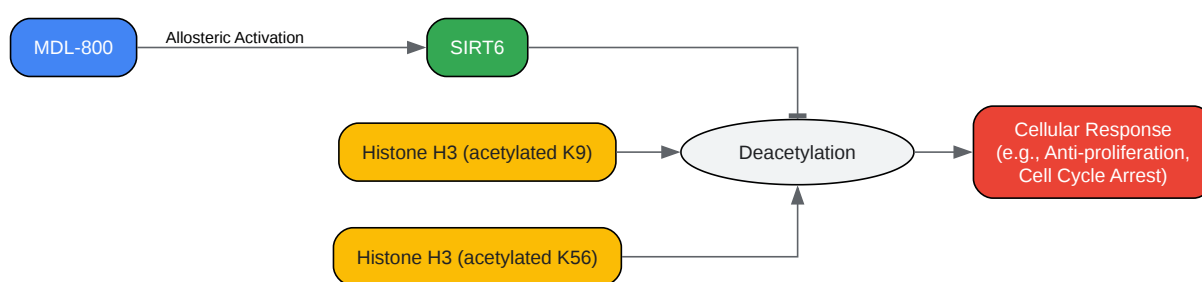 MDL-800
Allosteric Activation
SIRT6
Histone H3 (acetylated K9)
Deacetylation
Cellular Response
(e.g., Anti-proliferation,
Cell Cycle Arrest)
Histone H3 (acetylated K56)